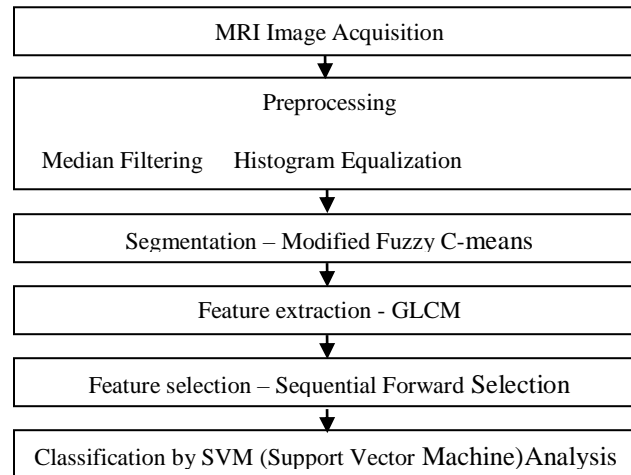 MRI Image Acquisition
Preprocessing
Median Filtering Histogram Equalization
Segmentation – Modified Fuzzy C-means
Feature extraction - GLCM
Feature selection – Sequential Forward Selection
Classification by SVM (Support Vector Machine)Analysis